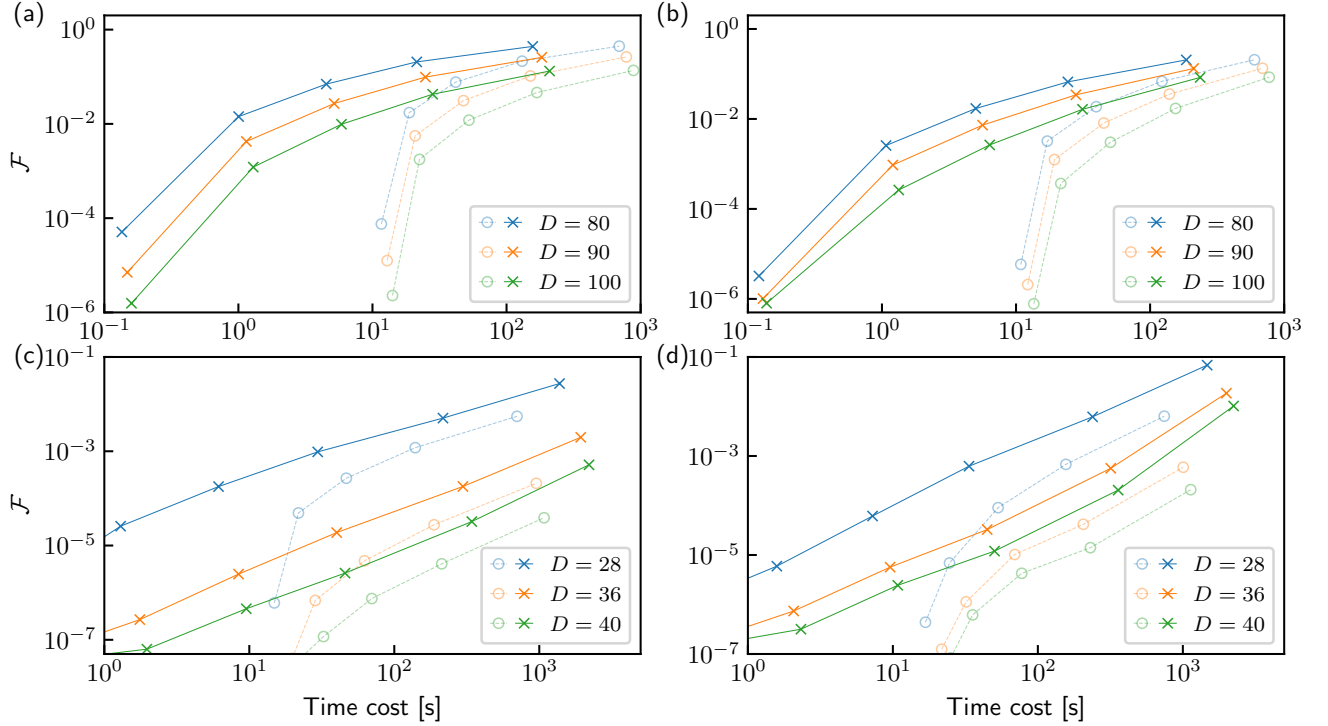 (a)
(b)
10^0
10^-2
10^-4
10^-6
ℱ
D = 80
D = 90
D = 100
10^-1
10^0
10^1
10^2
10^3
10^0
10^-2
10^-4
10^-6
D = 80
D = 90
D = 100
10^-1
10^0
10^1
10^2
10^3
(c)
(d)
10^-1
10^-3
10^-5
10^-7
ℱ
D = 28
D = 36
D = 40
10^0
10^1
10^2
10^3
Time cost [s]
10^-1
10^-3
10^-5
10^-7
D = 28
D = 36
D = 40
10^0
10^1
10^2
10^3
Time cost [s]